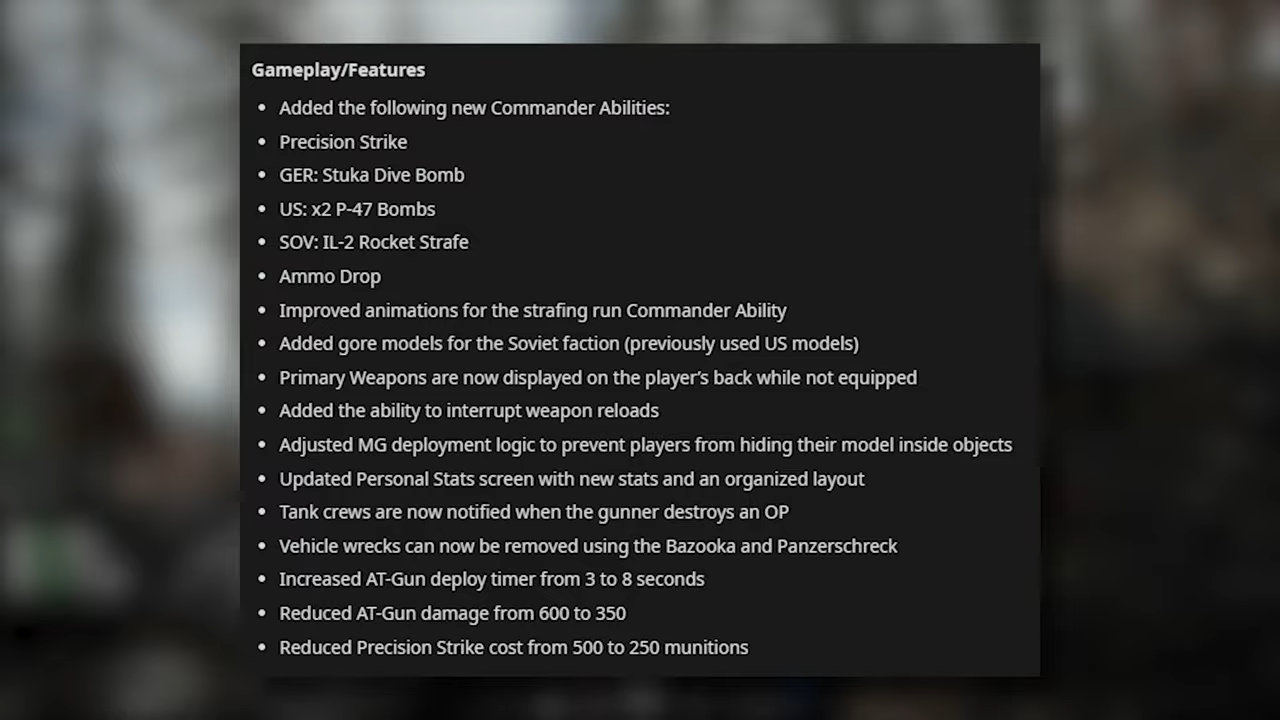 Gameplay/Features
• Added the following new Commander Abilities:
• Precision Strike
• GER: Stuka Dive Bomb
• US: x2 P-47 Bombs
• SOV: IL-2 Rocket Strafe
• Ammo Drop
• Improved animations for the strafing run Commander Ability
• Added gore models for the Soviet faction (previously used US models)
• Primary Weapons are now displayed on the player’s back while not equipped
• Added the ability to interrupt weapon reloads
• Adjusted MG deployment logic to prevent players from hiding their model inside objects
• Updated Personal Stats screen with new stats and an organized layout
• Tank crews are now notified when the gunner destroys an OP
• Vehicle wrecks can now be removed using the Bazooka and Panzerschreck
• Increased AT-Gun deploy timer from 3 to 8 seconds
• Reduced AT-Gun damage from 600 to 350
• Reduced Precision Strike cost from 500 to 250 munitions